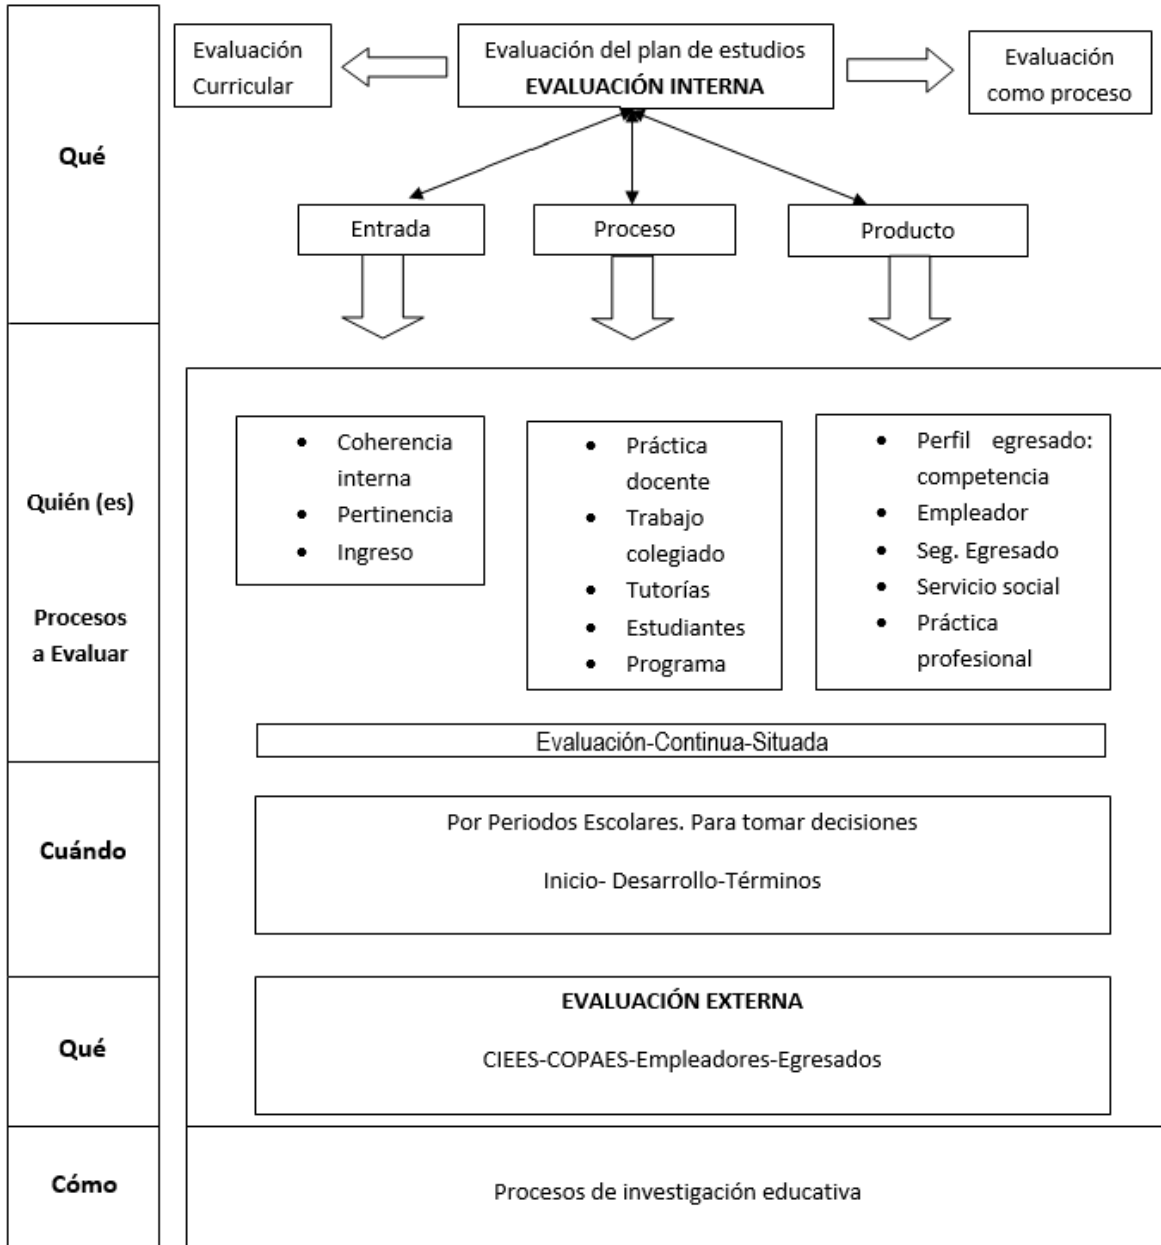 Qué
Evaluación
Curricular
Evaluación del plan de estudios
EVALUACIÓN INTERNA
Evaluación
como proceso
Entrada
Proceso
Producto
Quién (es)
Procesos
a Evaluar
• Coherencia
interna
• Pertinencia
• Ingreso
• Práctica
docente
• Trabajo
colegiado
• Tutorías
• Estudiantes
• Programa
• Perfil egresado:
competencia
• Empleador
• Seg. Egresado
• Servicio social
• Práctica
profesional
Evaluación-Continua-Situada
Cuándo
Por Periodos Escolares. Para tomar decisiones
Inicio- Desarrollo-Términos
Qué
EVALUACIÓN EXTERNA
CIEES-COPAES-Empleadores-Egresados
Cómo
Procesos de investigación educativa